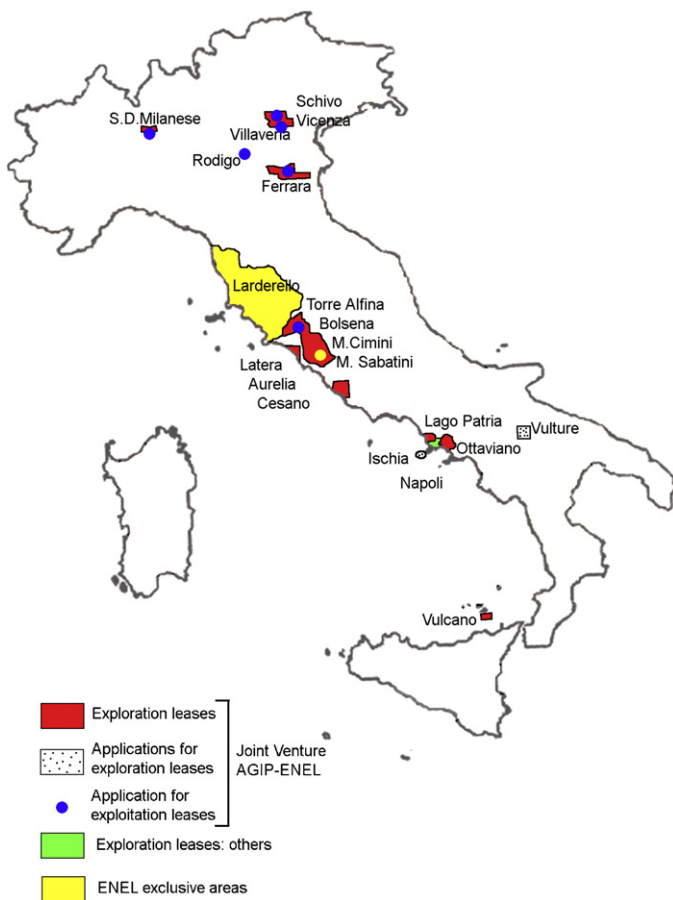 Schivo
S.D.Milanese
Vicenza
Villaveria
Rodigo
Ferrara
Larderello
Torre Alfina
Bolsena
M.Cimini
Latera
M. Sabatini
Aurelia
Cesano
Lago Patria
Vulture
Ottaviano
Ischia
Napoli
Vulcano
Exploration leases
Applications for
exploration leases
Joint Venture
AGIP-ENEL
Application for
exploitation leases
Exploration leases: others
ENEL exclusive areas